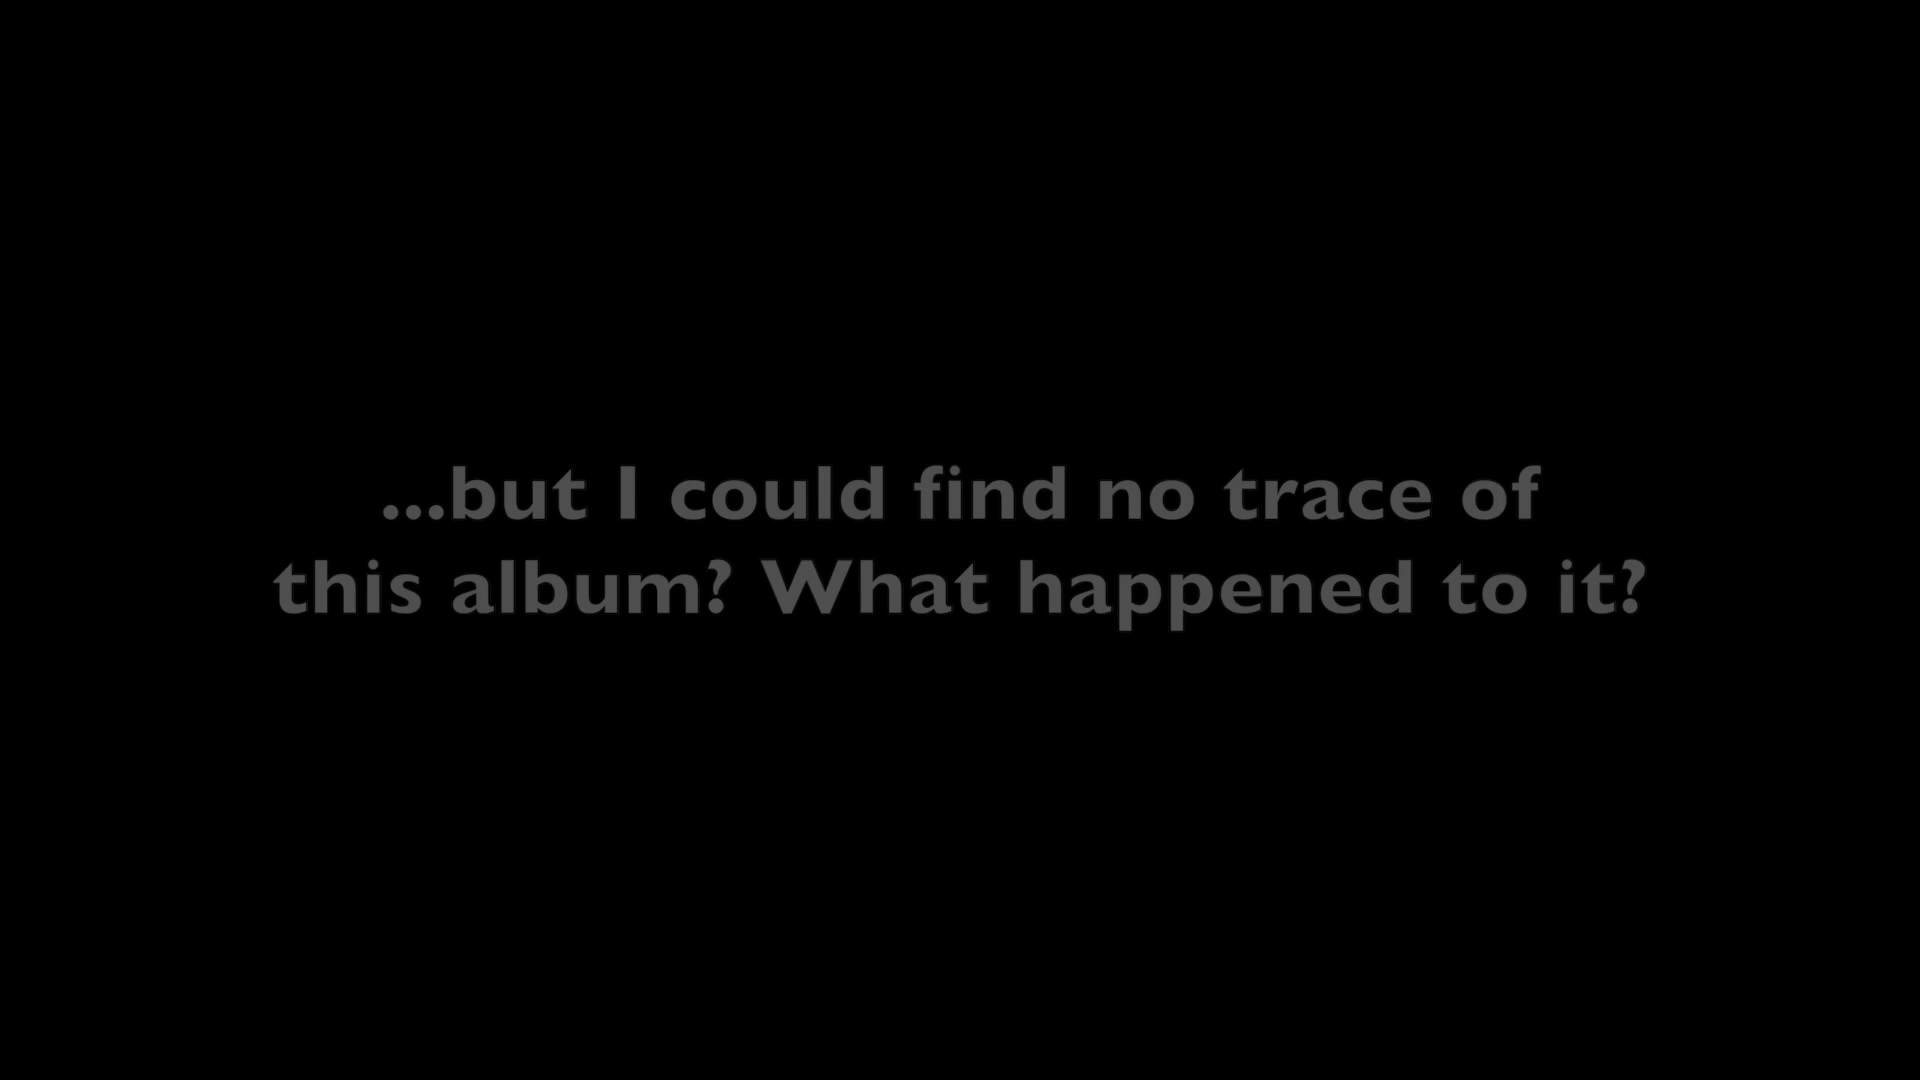 ...but I could find no trace of
this album? What happened to it?